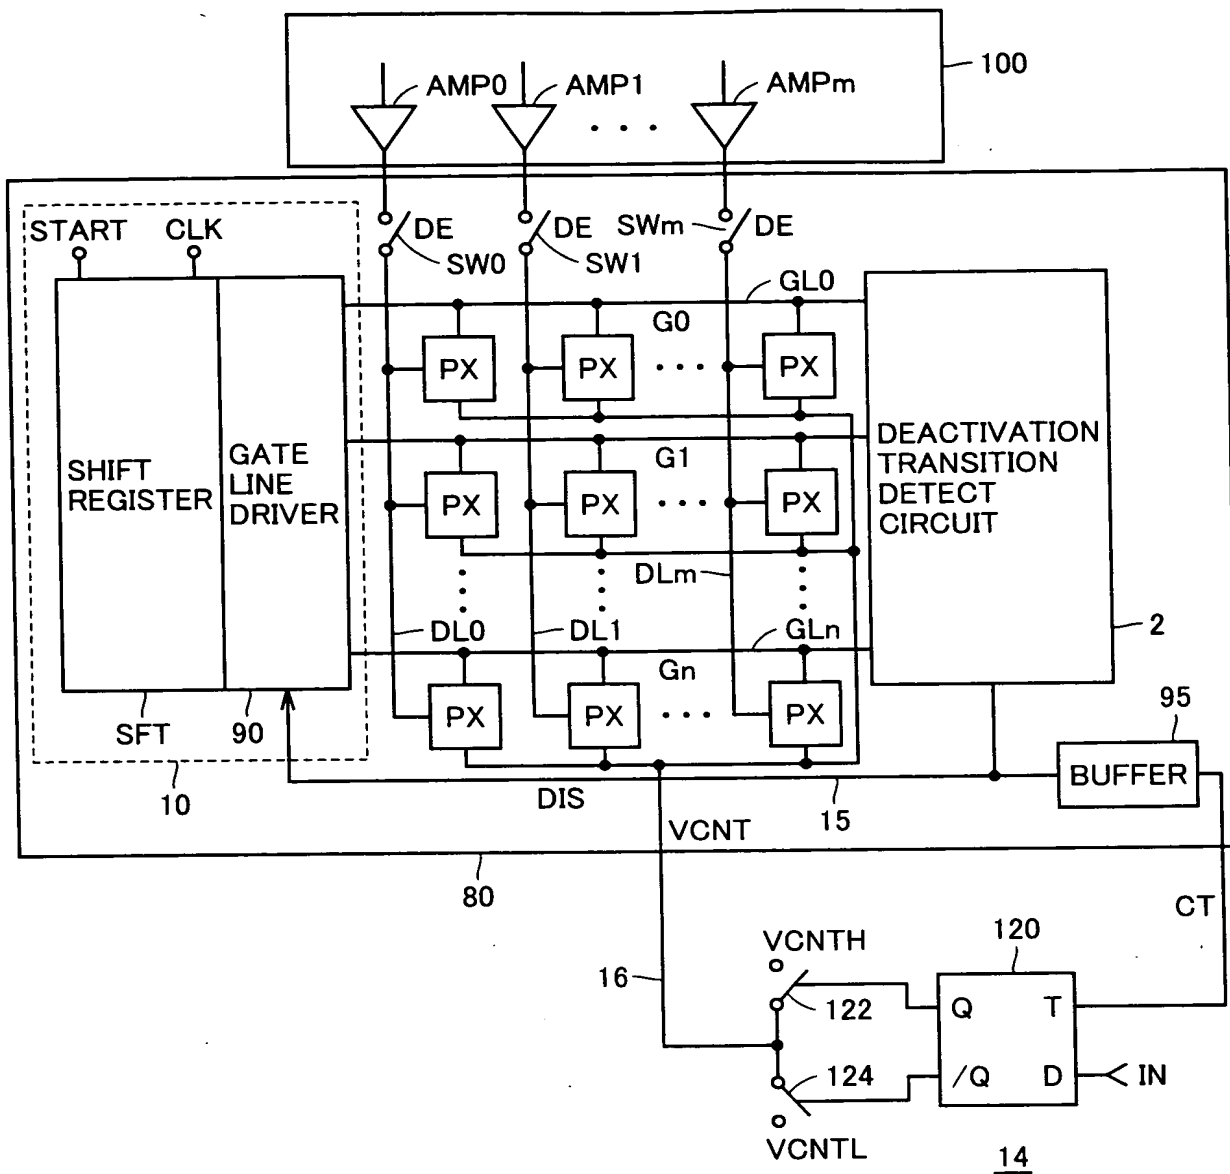 AMP0
AMP1
AMPm
100
. . .
START
CLK
DE
SW0
DE
SW1
SWm
DE
GL0
G0
PX
PX
. . .
PX
SHIFT
REGISTER
GATE
LINE
DRIVER
G1
DEACTIVATION
TRANSITION
DETECT
CIRCUIT
PX
PX
. . .
PX
DLm
DL0
DL1
GLn
2
Gn
PX
PX
. . .
PX
SFT
90
95
BUFFER
10
DIS
15
VCNT
80
CT
VCNTH
120
16
122
Q
T
124
/Q
D
IN
VCNTL
14